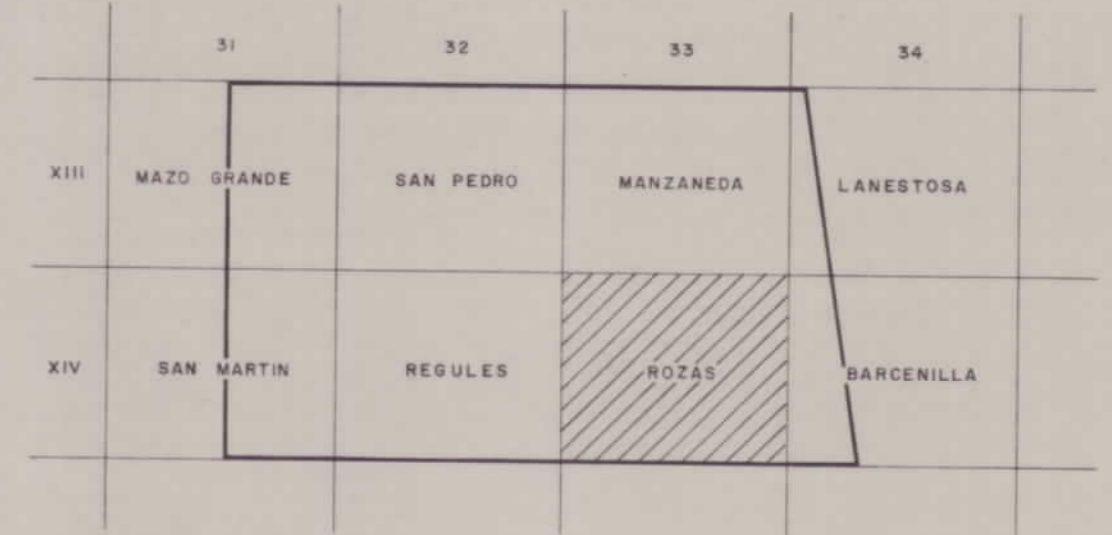 31 32 33 34
XIII MAZO GRANDE SAN PEDRO MANZANEDA LANESTOSA
XIV SAN MARTIN REGULES ROZAS BARCENILLA